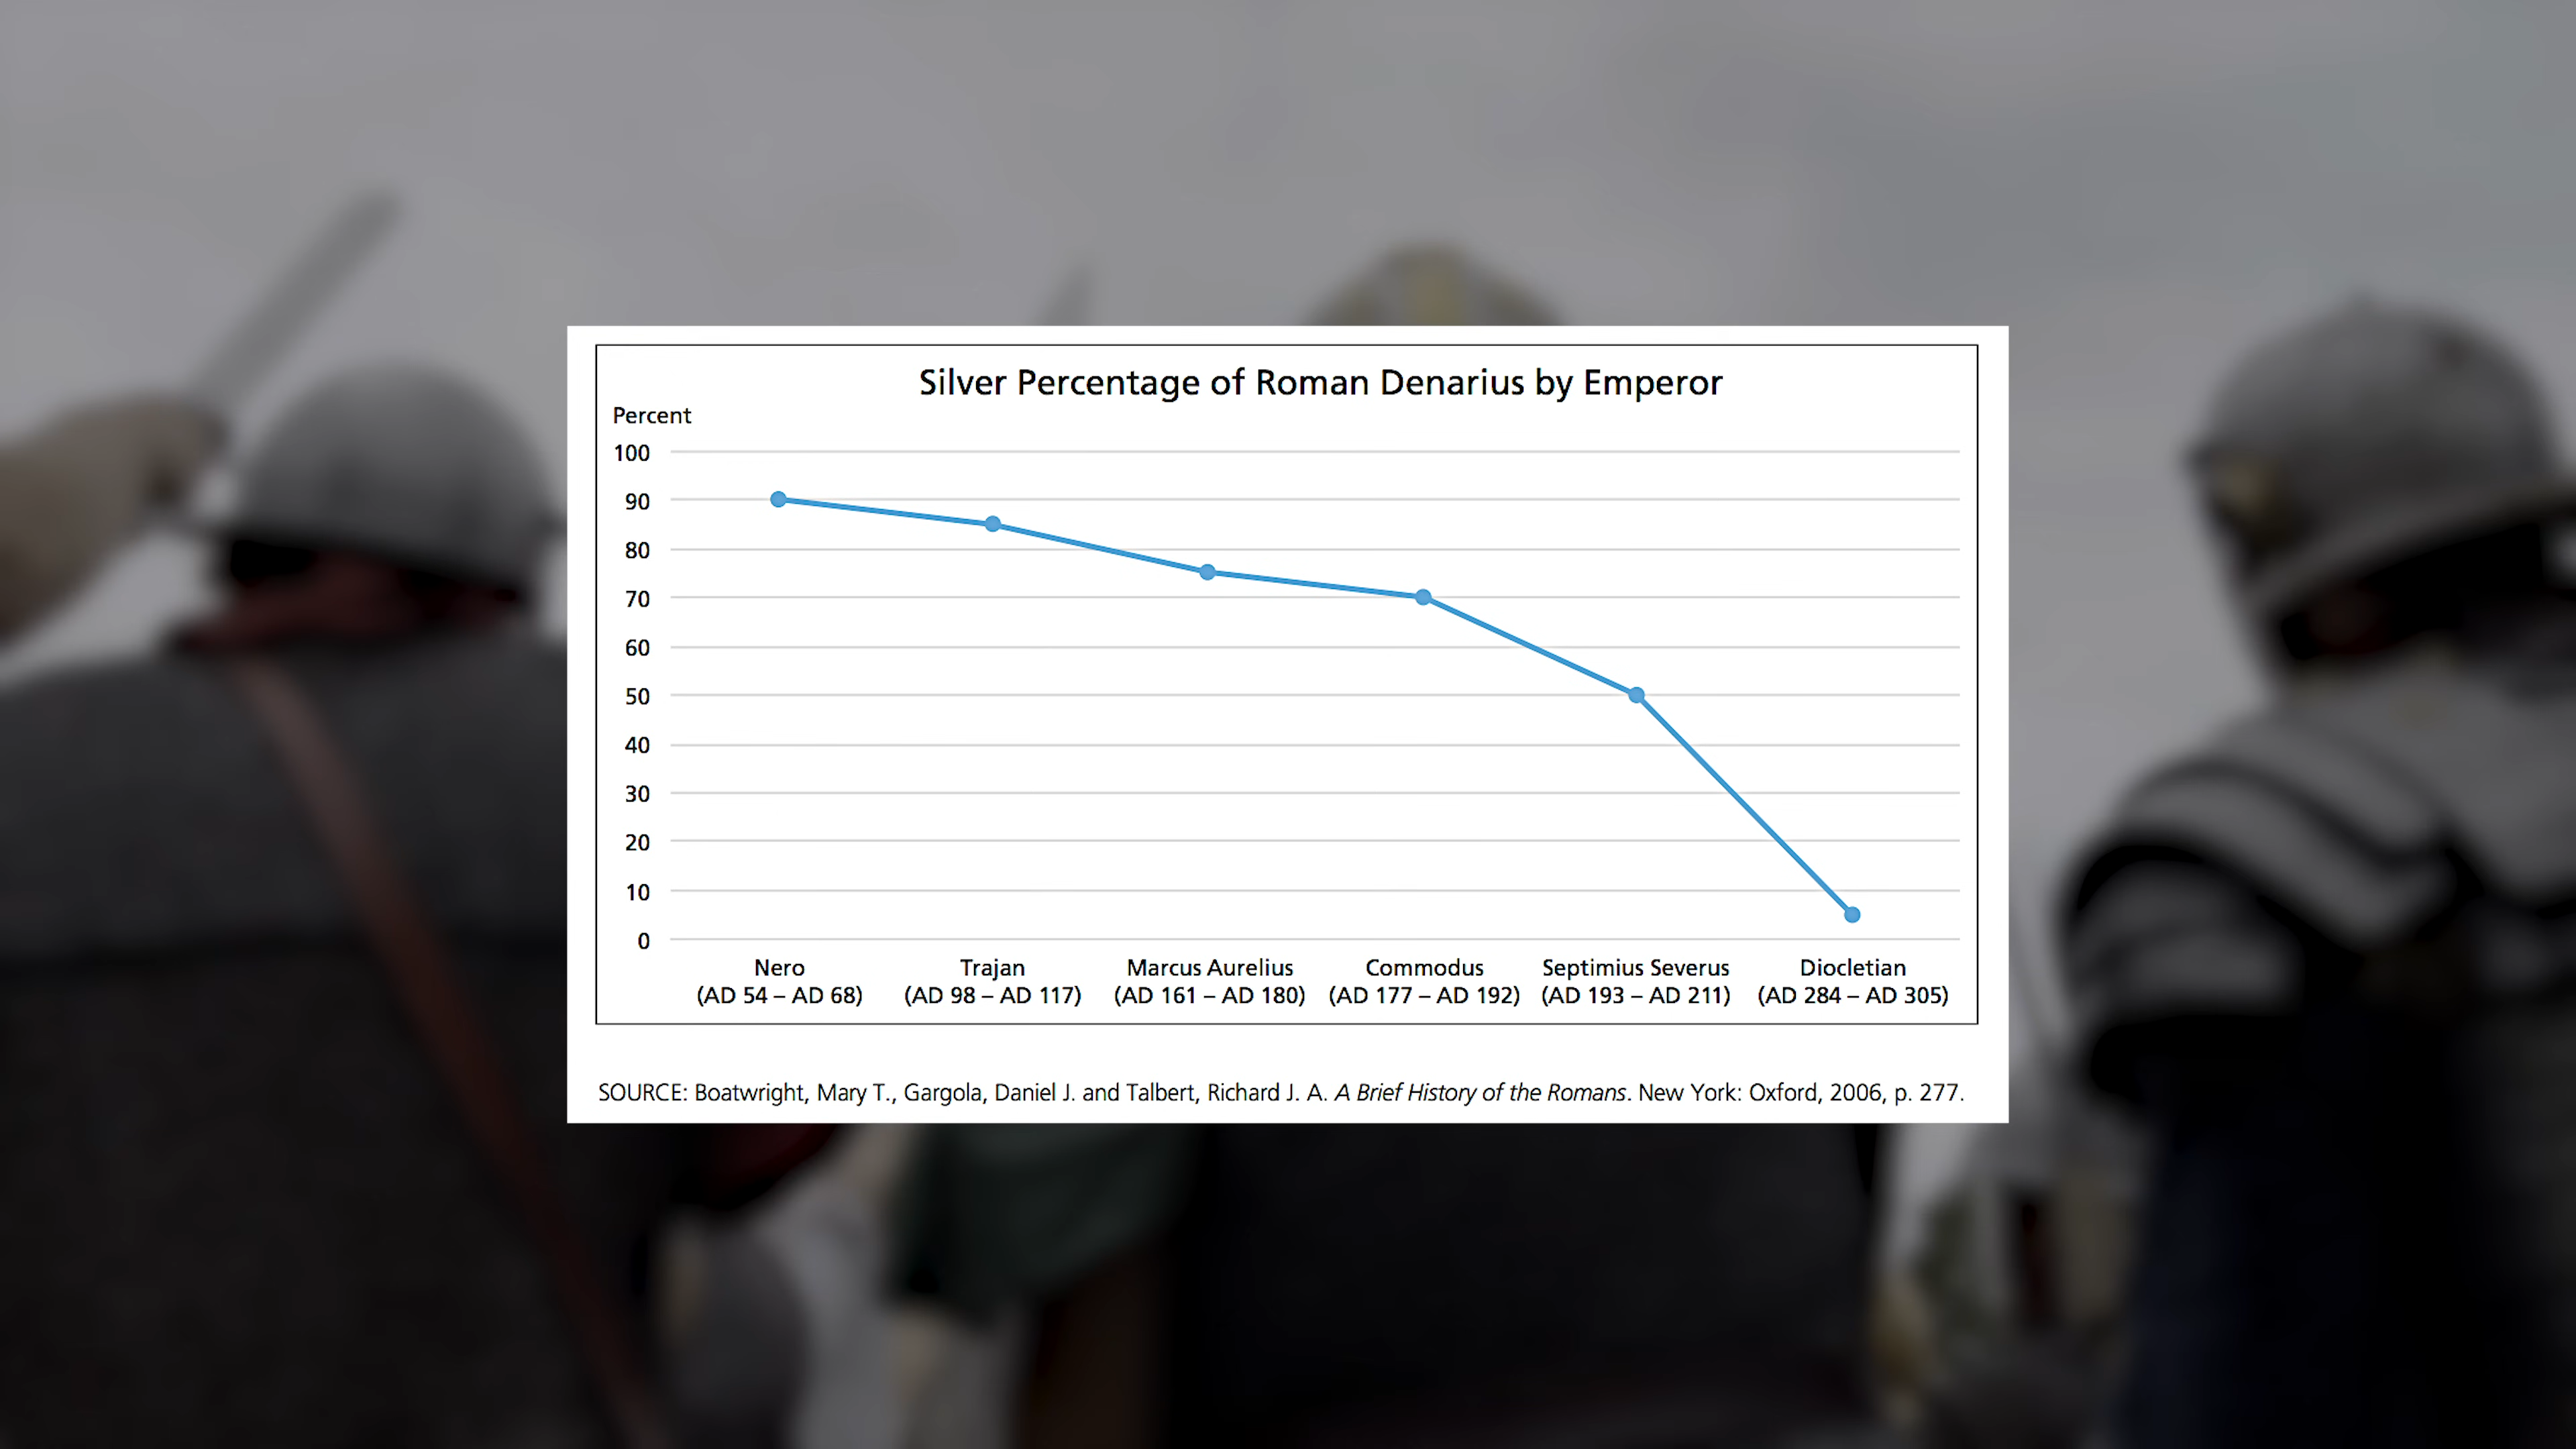 Silver Percentage of Roman Denarius by Emperor
Percent
100
90
80
70
60
50
40
30
20
10
0
Nero
(AD 54 – AD 68)
Trajan
(AD 98 – AD 117)
Marcus Aurelius
(AD 161 – AD 180)
Commodus
(AD 177 – AD 192)
Septimius Severus
(AD 193 – AD 211)
Diocletian
(AD 284 – AD 305)
SOURCE: Boatwright, Mary T., Gargola, Daniel J. and Talbert, Richard J. A. A Brief History of the Romans. New York: Oxford, 2006, p. 277.